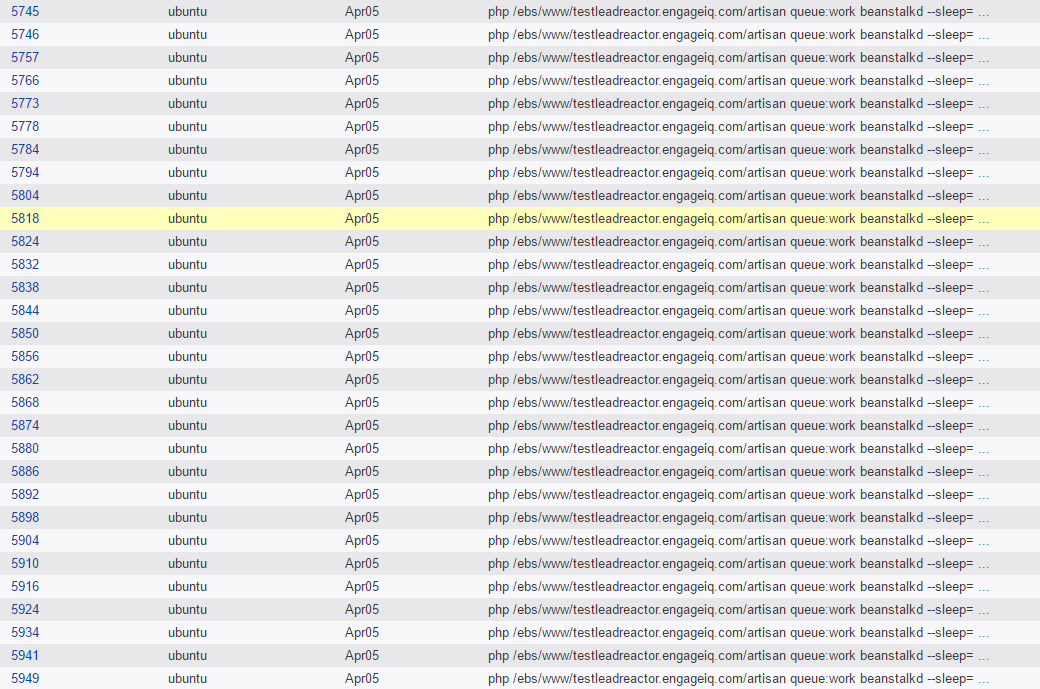 5745 ubuntu Apr05 php /ebs/www/testleadreactor.engageiq.com/artisan queue:work beanstalkd --sleep= ...
5746 ubuntu Apr05 php /ebs/www/testleadreactor.engageiq.com/artisan queue:work beanstalkd --sleep= ...
5757 ubuntu Apr05 php /ebs/www/testleadreactor.engageiq.com/artisan queue:work beanstalkd --sleep= ...
5766 ubuntu Apr05 php /ebs/www/testleadreactor.engageiq.com/artisan queue:work beanstalkd --sleep= ...
5773 ubuntu Apr05 php /ebs/www/testleadreactor.engageiq.com/artisan queue:work beanstalkd --sleep= ...
5778 ubuntu Apr05 php /ebs/www/testleadreactor.engageiq.com/artisan queue:work beanstalkd --sleep= ...
5784 ubuntu Apr05 php /ebs/www/testleadreactor.engageiq.com/artisan queue:work beanstalkd --sleep= ...
5794 ubuntu Apr05 php /ebs/www/testleadreactor.engageiq.com/artisan queue:work beanstalkd --sleep= ...
5804 ubuntu Apr05 php /ebs/www/testleadreactor.engageiq.com/artisan queue:work beanstalkd --sleep= ...
5818 ubuntu Apr05 php /ebs/www/testleadreactor.engageiq.com/artisan queue:work beanstalkd --sleep= ...
5824 ubuntu Apr05 php /ebs/www/testleadreactor.engageiq.com/artisan queue:work beanstalkd --sleep= ...
5832 ubuntu Apr05 php /ebs/www/testleadreactor.engageiq.com/artisan queue:work beanstalkd --sleep= ...
5838 ubuntu Apr05 php /ebs/www/testleadreactor.engageiq.com/artisan queue:work beanstalkd --sleep= ...
5844 ubuntu Apr05 php /ebs/www/testleadreactor.engageiq.com/artisan queue:work beanstalkd --sleep= ...
5850 ubuntu Apr05 php /ebs/www/testleadreactor.engageiq.com/artisan queue:work beanstalkd --sleep= ...
5856 ubuntu Apr05 php /ebs/www/testleadreactor.engageiq.com/artisan queue:work beanstalkd --sleep= ...
5862 ubuntu Apr05 php /ebs/www/testleadreactor.engageiq.com/artisan queue:work beanstalkd --sleep= ...
5868 ubuntu Apr05 php /ebs/www/testleadreactor.engageiq.com/artisan queue:work beanstalkd --sleep= ...
5874 ubuntu Apr05 php /ebs/www/testleadreactor.engageiq.com/artisan queue:work beanstalkd --sleep= ...
5880 ubuntu Apr05 php /ebs/www/testleadreactor.engageiq.com/artisan queue:work beanstalkd --sleep= ...
5886 ubuntu Apr05 php /ebs/www/testleadreactor.engageiq.com/artisan queue:work beanstalkd --sleep= ...
5892 ubuntu Apr05 php /ebs/www/testleadreactor.engageiq.com/artisan queue:work beanstalkd --sleep= ...
5898 ubuntu Apr05 php /ebs/www/testleadreactor.engageiq.com/artisan queue:work beanstalkd --sleep= ...
5904 ubuntu Apr05 php /ebs/www/testleadreactor.engageiq.com/artisan queue:work beanstalkd --sleep= ...
5910 ubuntu Apr05 php /ebs/www/testleadreactor.engageiq.com/artisan queue:work beanstalkd --sleep= ...
5916 ubuntu Apr05 php /ebs/www/testleadreactor.engageiq.com/artisan queue:work beanstalkd --sleep= ...
5924 ubuntu Apr05 php /ebs/www/testleadreactor.engageiq.com/artisan queue:work beanstalkd --sleep= ...
5934 ubuntu Apr05 php /ebs/www/testleadreactor.engageiq.com/artisan queue:work beanstalkd --sleep= ...
5941 ubuntu Apr05 php /ebs/www/testleadreactor.engageiq.com/artisan queue:work beanstalkd --sleep= ...
5949 ubuntu Apr05 php /ebs/www/testleadreactor.engageiq.com/artisan queue:work beanstalkd --sleep= ...